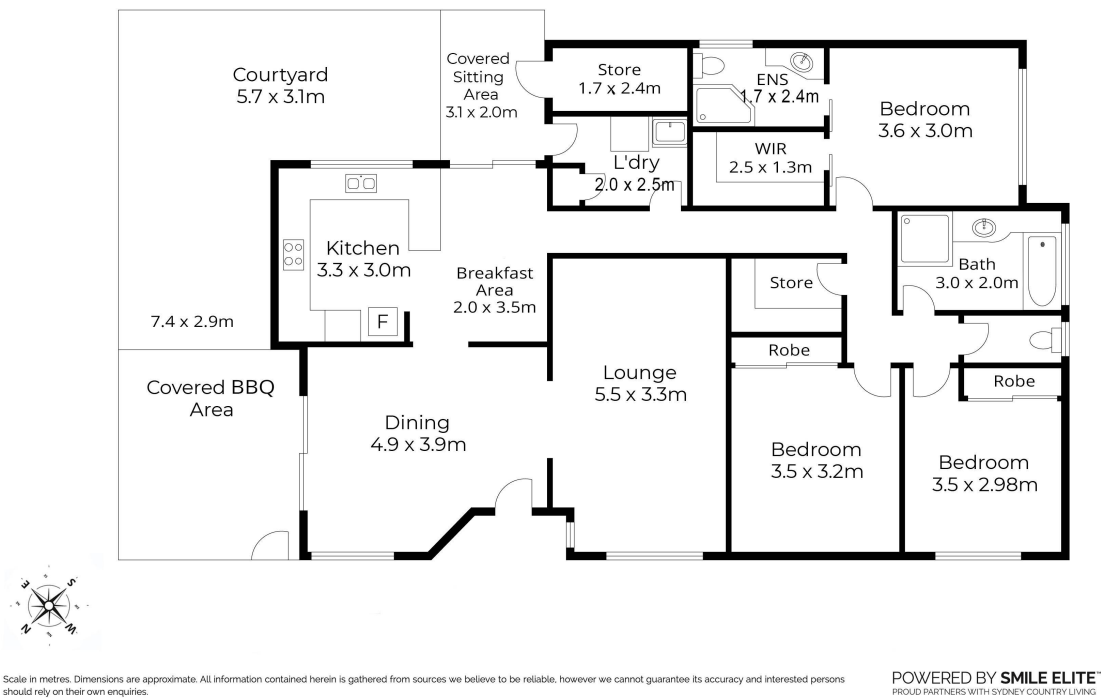 Courtyard
5.7 x 3.1m
Covered
Sitting
Area
3.1 x 2.0m
Store
1.7 x 2.4m
ENS
1.7 x 2.4m
Bedroom
3.6 x 3.0m
WIR
2.5 x 1.3m
L'dry
2.0 x 2.5m
Kitchen
3.3 x 3.0m
Breakfast
Area
2.0 x 3.5m
F
7.4 x 2.9m
Bath
3.0 x 2.0m
Store
Robe
Robe
Covered BBQ
Area
Dining
4.9 x 3.9m
Lounge
5.5 x 3.3m
Bedroom
3.5 x 3.2m
Bedroom
3.5 x 2.98m
E
S
N
W
Scale in metres. Dimensions are approximate. All information contained herein is gathered from sources we believe to be reliable, however we cannot guarantee its accuracy and interested persons
should rely on their own enquiries.
POWERED BY SMILE ELITE™
PROUD PARTNERS WITH SYDNEY COUNTRY LIVING